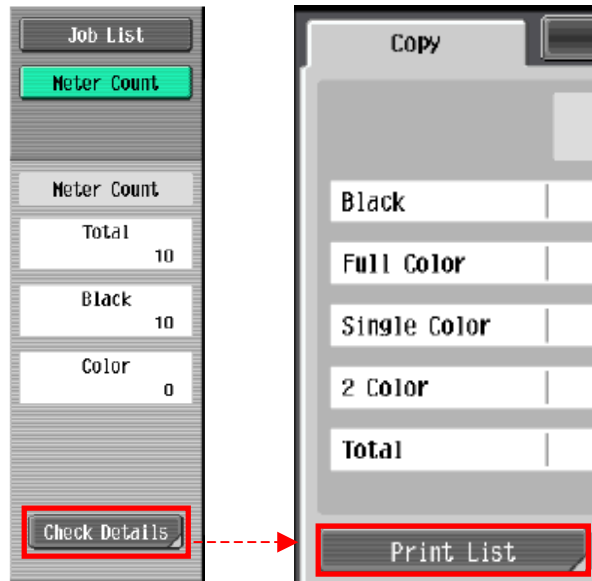 Job List
Meter Count
Meter Count
Total
10
Black
10
Color
0
Check Details
Copy
Black
Full Color
Single Color
2 Color
Total
Print List